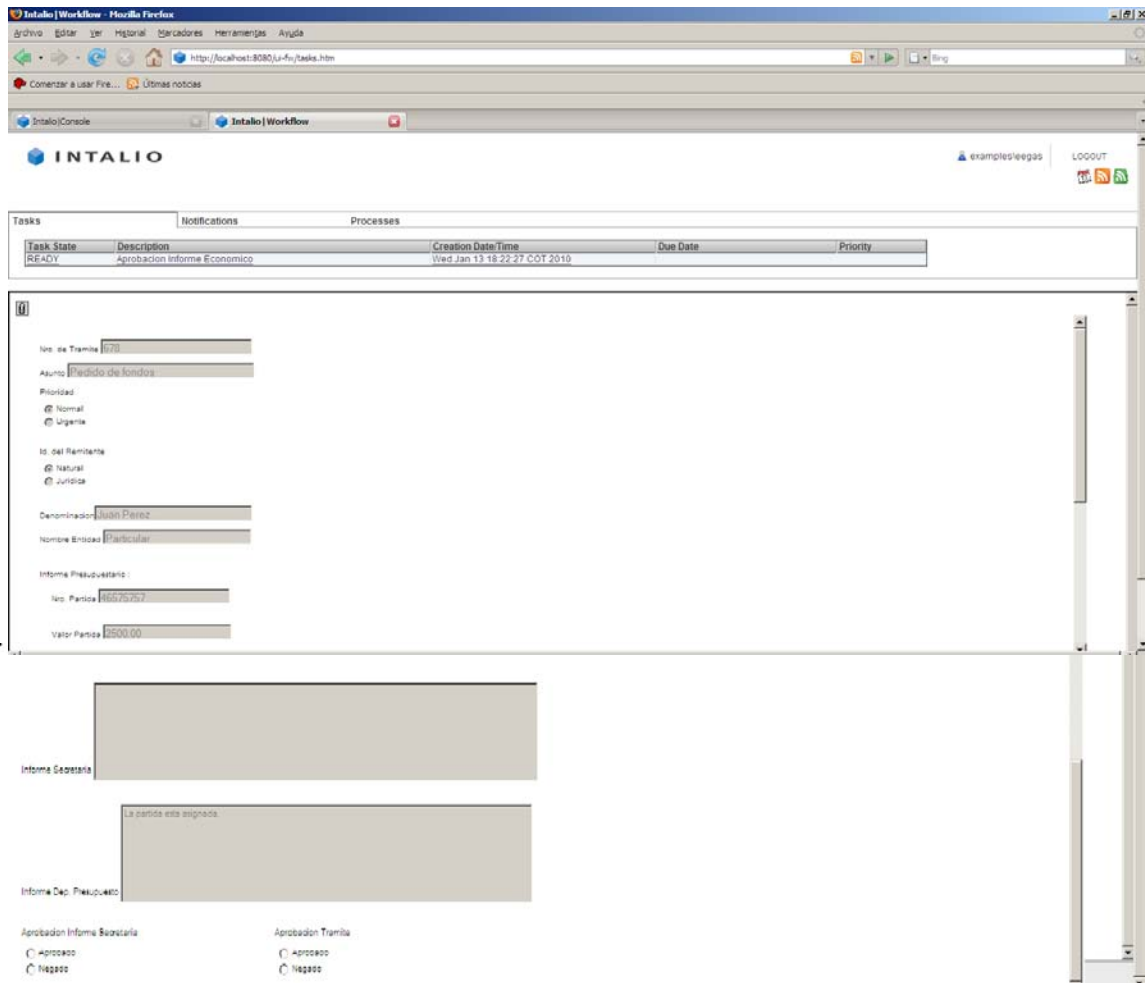 Intalio | Workflow - Mozilla Firefox
Archivo Editar Ver Historial Marcadores Herramientas Ayuda
http://localhost:8080/ui-fw/tasks.htm Bing
Comenzar a usar Fire... Últimas noticias
Intalio|Console Intalio | Workflow
INTALIO examples\eegas LOGOUT
Tasks Notifications Processes
Task State Description Creation Date/Time Due Date Priority
READY Aprobacion Informe Economico Wed Jan 13 18:22:27 COT 2010
Nro. de Tramite 678
Asunto Pedido de fondos
Prioridad
Normal
Urgente
Id. del Remitente
Natural
Juridica
Denominacion Juan Perez
Nombre Entidad Particular
Informe Presupuestario :
Nro. Partida 46575757
Valor Partida 2500.00
Informe Secretaria
La partida esta asignada.
Informe Dep. Presupuesto
Aprobacion Informe Secretaria Aprobacion Tramite
Aprobado Aprobado
Negado Negado